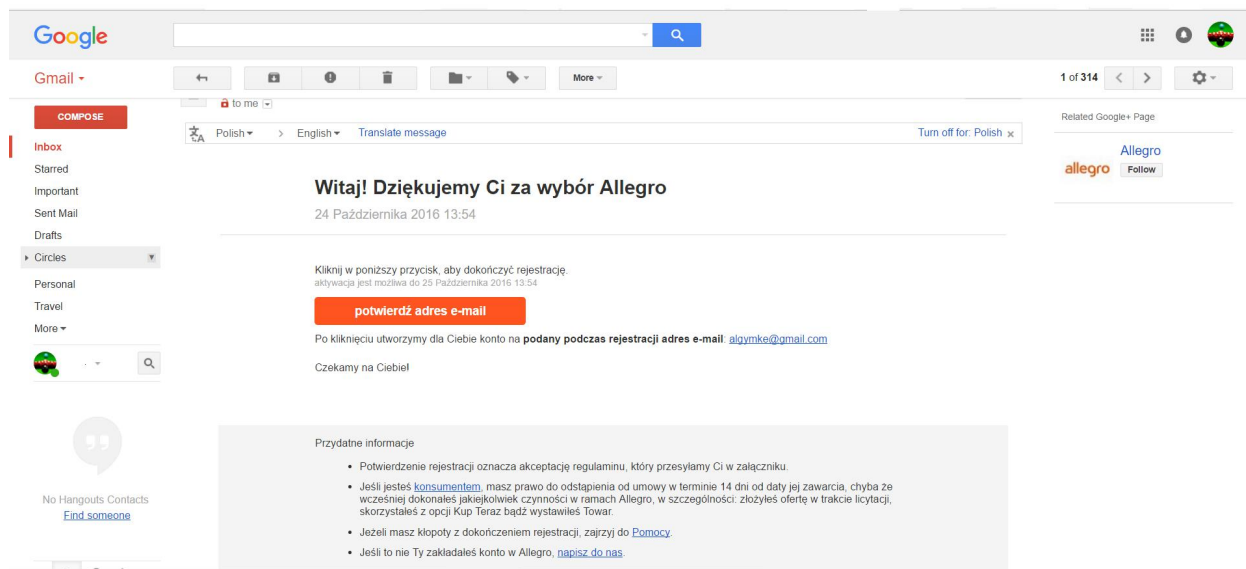 Google
Gmail
More
1 of 314
COMPOSE
Inbox
Starred
Important
Sent Mail
Drafts
Circles
Personal
Travel
More
No Hangouts Contacts
Find someone
to me
Polish > English Translate message Turn off for: Polish x
Witaj! Dziękujemy Ci za wybór Allegro
24 Października 2016 13:54
Kliknij w poniższy przycisk, aby dokończyć rejestrację.
aktywacja jest możliwa do 25 Października 2016 13:54
potwierdź adres e-mail
Po kliknięciu utworzymy dla Ciebie konto na podany podczas rejestracji adres e-mail: algymke@gmail.com
Czekamy na Ciebie!
Przydatne informacje
• Potwierdzenie rejestracji oznacza akceptację regulaminu, który przesyłamy Ci w załączniku.
• Jeśli jesteś konsumentem, masz prawo do odstąpienia od umowy w terminie 14 dni od daty jej zawarcia, chyba że
wcześniej dokonałeś jakiejkolwiek czynności w ramach Allegro, w szczególności: złożyłeś ofertę w trakcie licytacji,
skorzystałeś z opcji Kup Teraz bądź wystawiłeś Towar.
• Jeżeli masz kłopoty z dokończeniem rejestracji, zajrzyj do Pomocy.
• Jeśli to nie Ty zakładałeś konto w Allegro, napisz do nas.
Related Google+ Page
Allegro
allegro
Follow